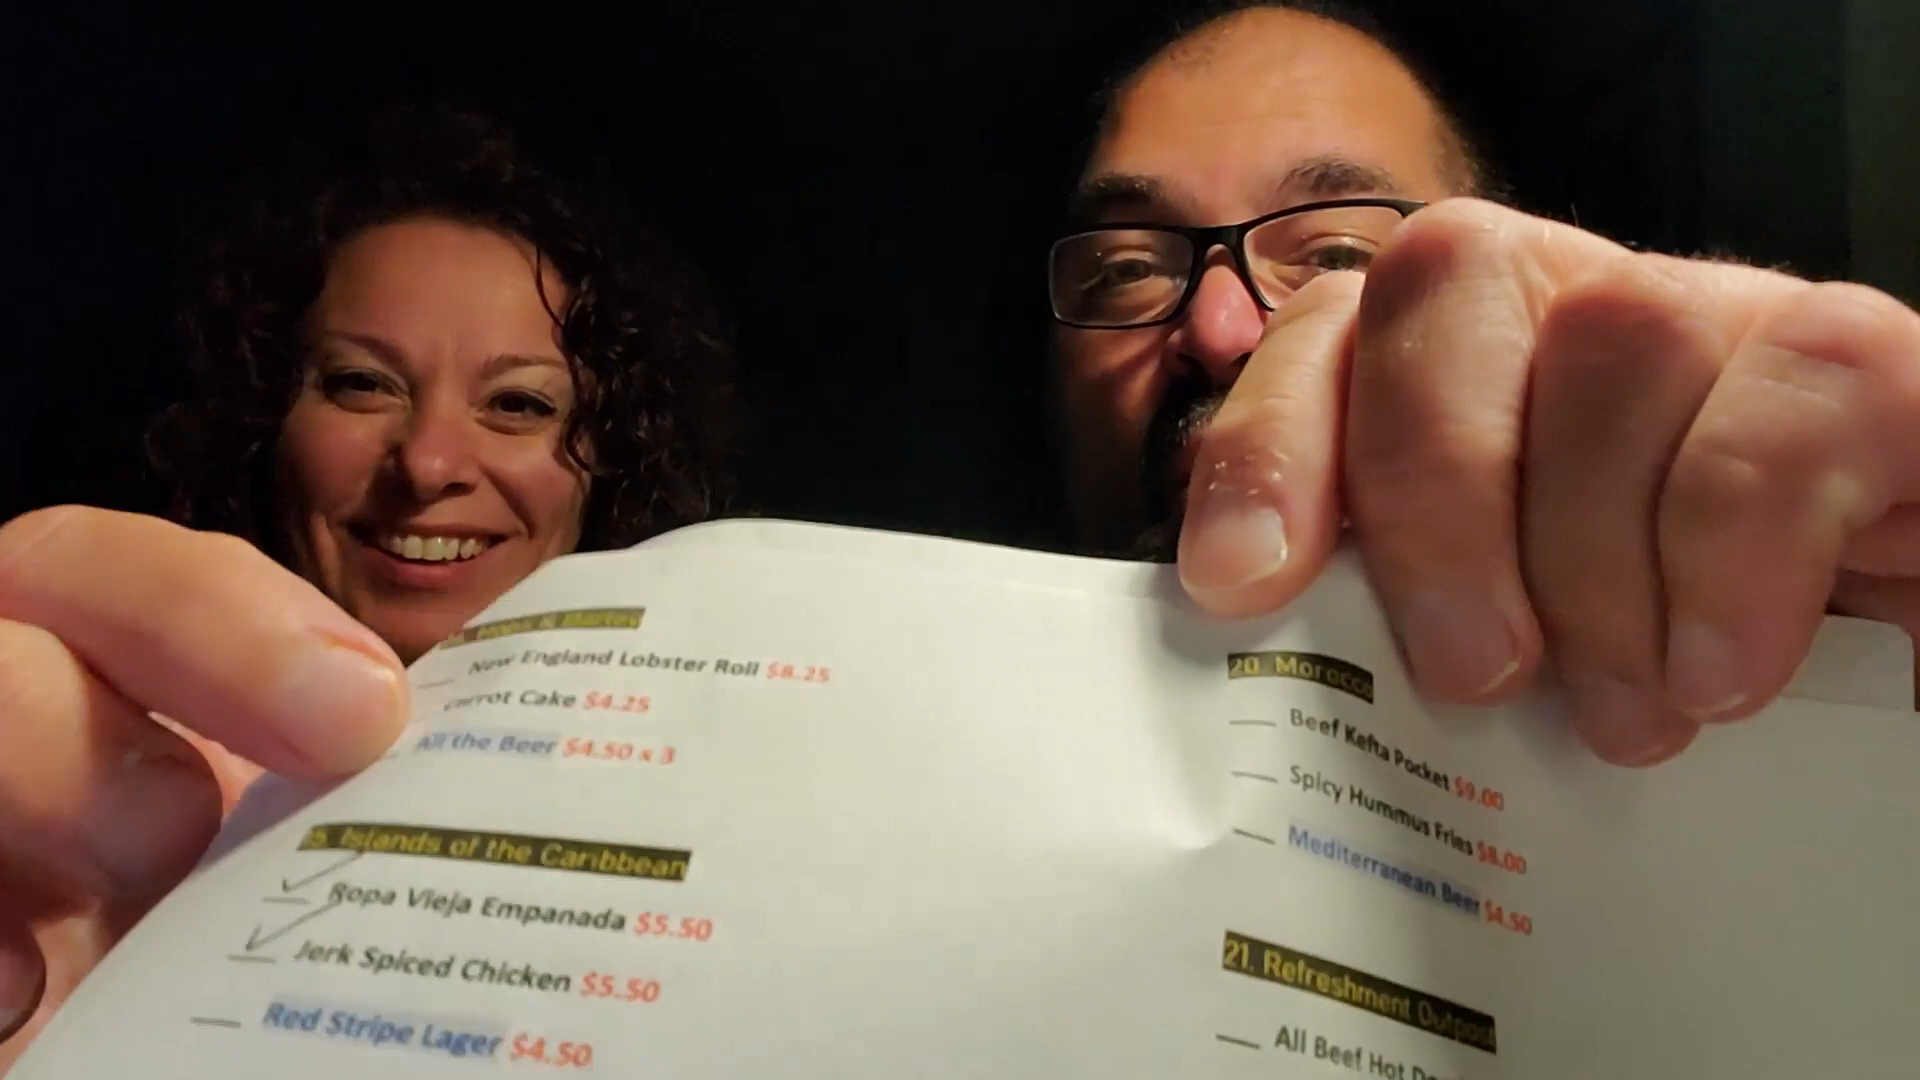 Hops & Barley
New England Lobster Roll $8.25
Carrot Cake $4.25
All the Beer $4.50 x 3
Islands of the Caribbean
Ropa Vieja Empanada $5.50
Jerk Spiced Chicken $5.50
Red Stripe Lager $4.50
20. Morocco
Beef Kefta Pocket $9.00
Spicy Hummus Fries $8.00
Mediterranean Beer $4.50
21. Refreshment Outpost
All Beef Hot